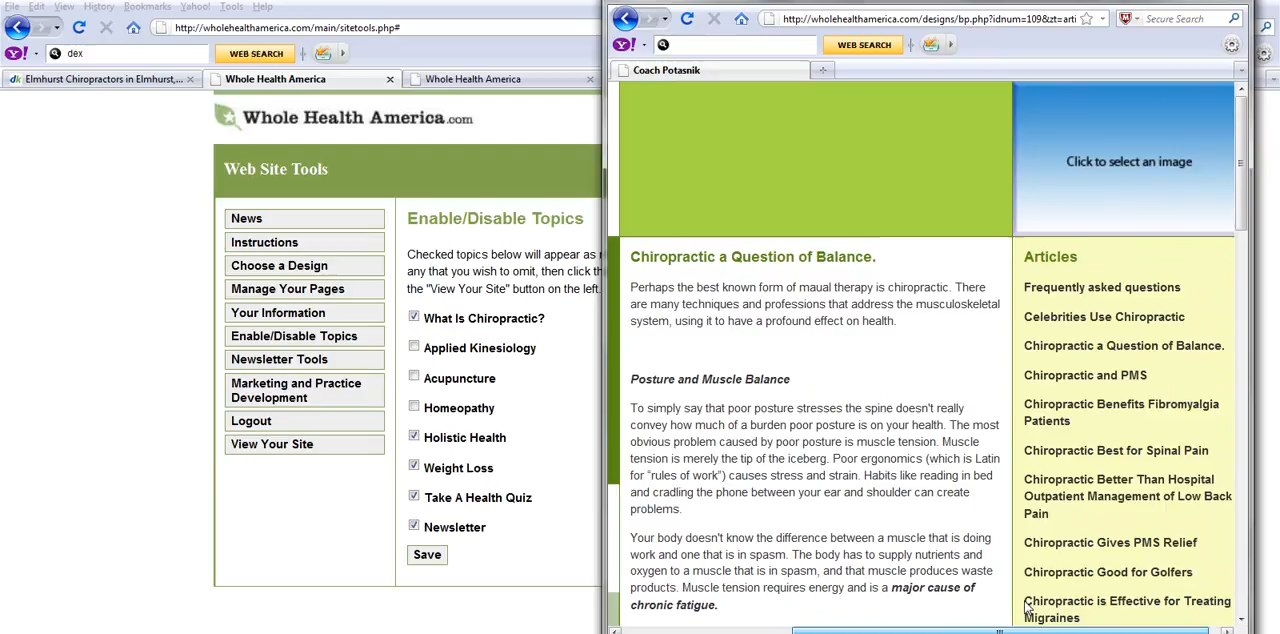 File Edit View History Bookmarks Yahoo! Tools Help
http://wholehealthamerica.com/main/sitetools.php#
Y! dex WEB SEARCH
dk Elmhurst Chiropractors in Elmhurst,...
Whole Health America
Whole Health America
Whole Health America.com
Web Site Tools
News
Instructions
Choose a Design
Manage Your Pages
Your Information
Enable/Disable Topics
Newsletter Tools
Marketing and Practice
Development
Logout
View Your Site
Enable/Disable Topics
Checked topics below will appear as
any that you wish to omit, then click
the "View Your Site" button on the left.
What Is Chiropractic?
Applied Kinesiology
Acupuncture
Homeopathy
Holistic Health
Weight Loss
Take A Health Quiz
Newsletter
Save
http://wholehealthamerica.com/designs/bp.php?idnum=109&zt=arti
Secure Search
Y! WEB SEARCH
Coach Potasnik
Click to select an image
Chiropractic a Question of Balance.
Perhaps the best known form of maual therapy is chiropractic. There
are many techniques and professions that address the musculoskeletal
system, using it to have a profound effect on health.
Posture and Muscle Balance
To simply say that poor posture stresses the spine doesn't really
convey how much of a burden poor posture is on your health. The most
obvious problem caused by poor posture is muscle tension. Muscle
tension is merely the tip of the iceberg. Poor ergonomics (which is Latin
for “rules of work”) causes stress and strain. Habits like reading in bed
and cradling the phone between your ear and shoulder can create
problems.
Your body doesn't know the difference between a muscle that is doing
work and one that is in spasm. The body has to supply nutrients and
oxygen to a muscle that is in spasm, and that muscle produces waste
products. Muscle tension requires energy and is a major cause of
chronic fatigue.
Articles
Frequently asked questions
Celebrities Use Chiropractic
Chiropractic a Question of Balance.
Chiropractic and PMS
Chiropractic Benefits Fibromyalgia
Patients
Chiropractic Best for Spinal Pain
Chiropractic Better Than Hospital
Outpatient Management of Low Back
Pain
Chiropractic Gives PMS Relief
Chiropractic Good for Golfers
Chiropractic is Effective for Treating
Migraines